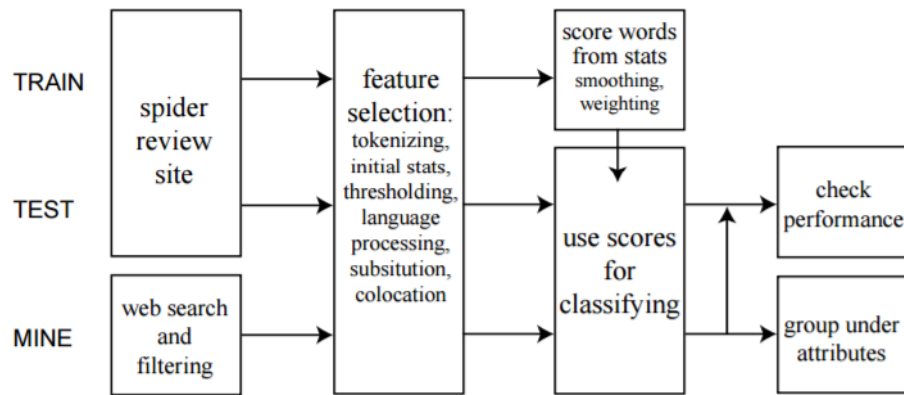 TRAIN
TEST
MINE
spider
review
site
web search
and
filtering
feature
selection:
tokenizing,
initial stats,
thresholding,
language
processing,
subsitution,
colocation
score words
from stats
smoothing,
weighting
use scores
for
classifying
check
performance
group under
attributes